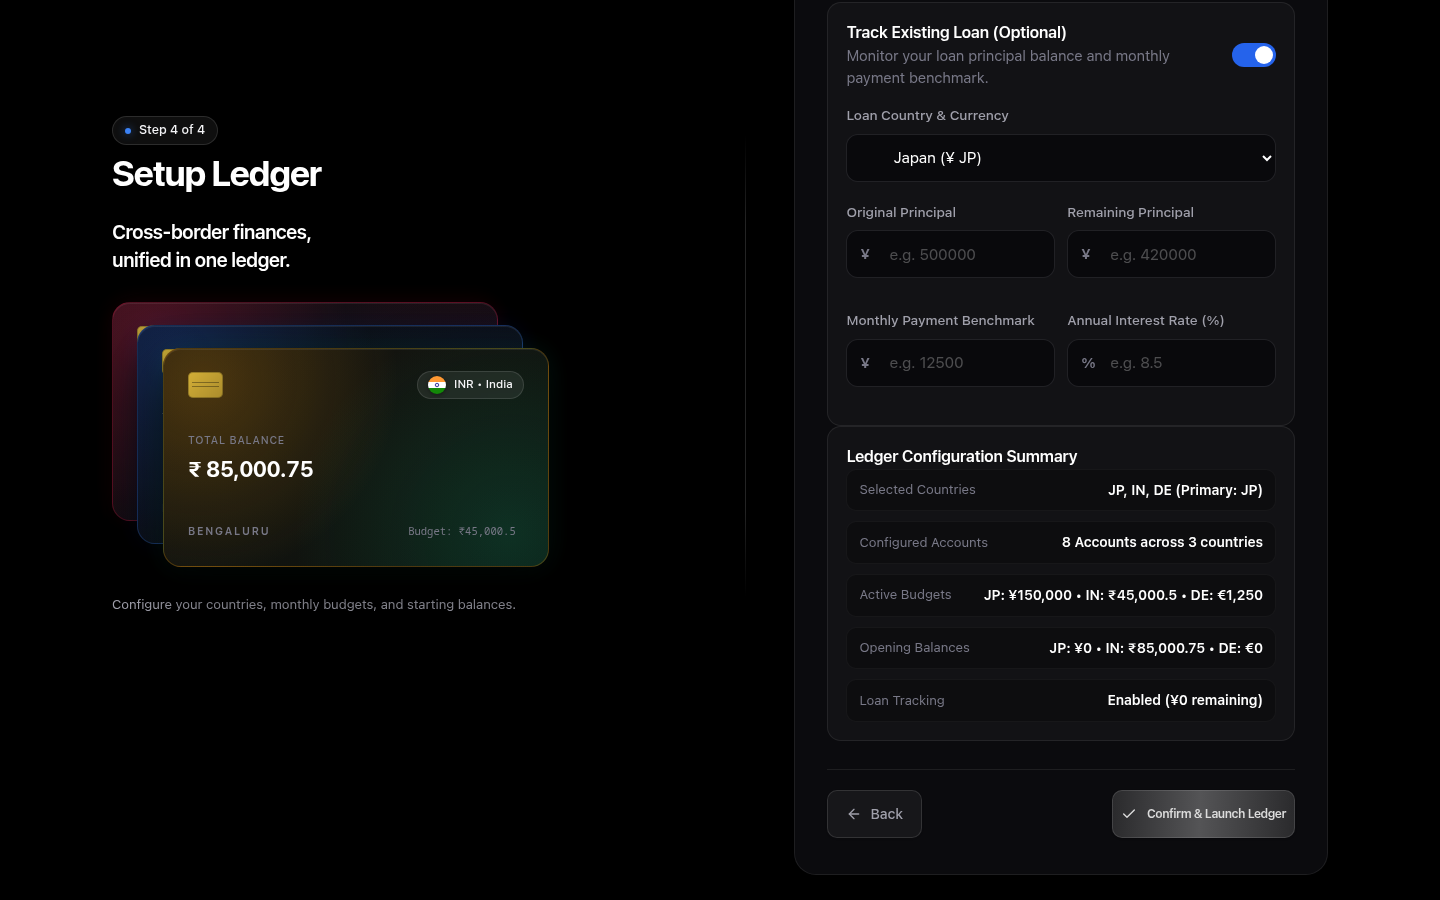 Step 4 of 4
Setup Ledger
Cross-border finances,
unified in one ledger.
INR • India
TOTAL BALANCE
₹ 85,000.75
BENGALURU
Budget: ₹45,000.5
Configure your countries, monthly budgets, and starting balances.
Track Existing Loan (Optional)
Monitor your loan principal balance and monthly
payment benchmark.
Loan Country & Currency
Japan (¥ JP)
Original Principal
Remaining Principal
¥ e.g. 500000
¥ e.g. 420000
Monthly Payment Benchmark
Annual Interest Rate (%)
¥ e.g. 12500
% e.g. 8.5
Ledger Configuration Summary
Selected Countries JP, IN, DE (Primary: JP)
Configured Accounts 8 Accounts across 3 countries
Active Budgets JP: ¥150,000 • IN: ₹45,000.5 • DE: €1,250
Opening Balances JP: ¥0 • IN: ₹85,000.75 • DE: €0
Loan Tracking Enabled (¥0 remaining)
Back
Confirm & Launch Ledger